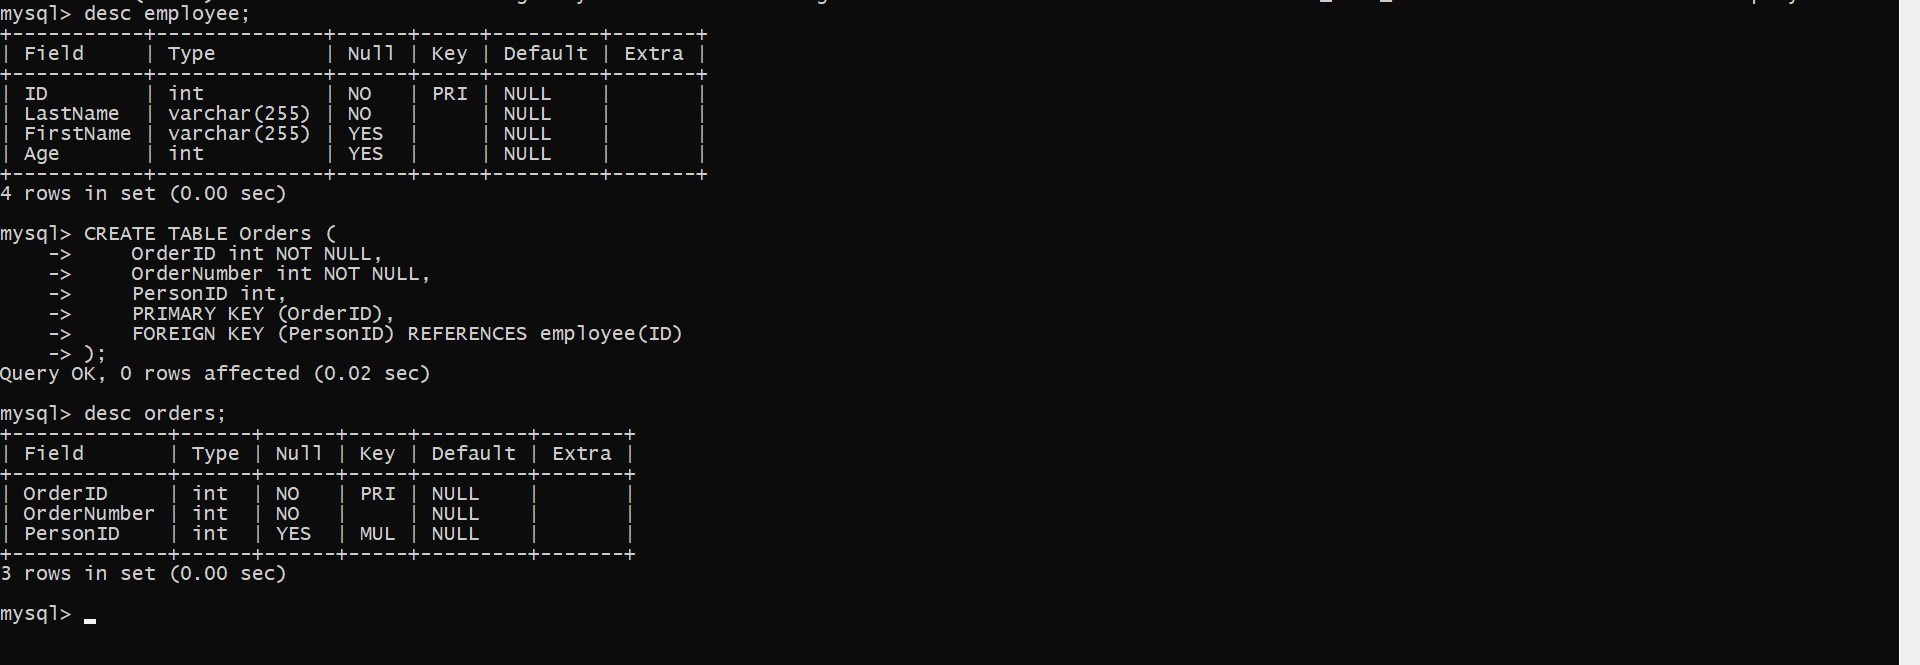 mysql> desc employee;
+-----------+--------------+------+-----+---------+-------+
| Field     | Type         | Null | Key | Default | Extra |
+-----------+--------------+------+-----+---------+-------+
| ID        | int          | NO   | PRI | NULL    |       |
| LastName  | varchar(255) | NO   |     | NULL    |       |
| FirstName | varchar(255) | YES  |     | NULL    |       |
| Age       | int          | YES  |     | NULL    |       |
+-----------+--------------+------+-----+---------+-------+
4 rows in set (0.00 sec)

mysql> CREATE TABLE Orders (
    ->     OrderID int NOT NULL,
    ->     OrderNumber int NOT NULL,
    ->     PersonID int,
    ->     PRIMARY KEY (OrderID),
    ->     FOREIGN KEY (PersonID) REFERENCES employee(ID)
    -> );
Query OK, 0 rows affected (0.02 sec)

mysql> desc orders;
+-------------+------+------+-----+---------+-------+
| Field       | Type | Null | Key | Default | Extra |
+-------------+------+------+-----+---------+-------+
| OrderID     | int  | NO   | PRI | NULL    |       |
| OrderNumber | int  | NO   |     | NULL    |       |
| PersonID    | int  | YES  | MUL | NULL    |       |
+-------------+------+------+-----+---------+-------+
3 rows in set (0.00 sec)

mysql>